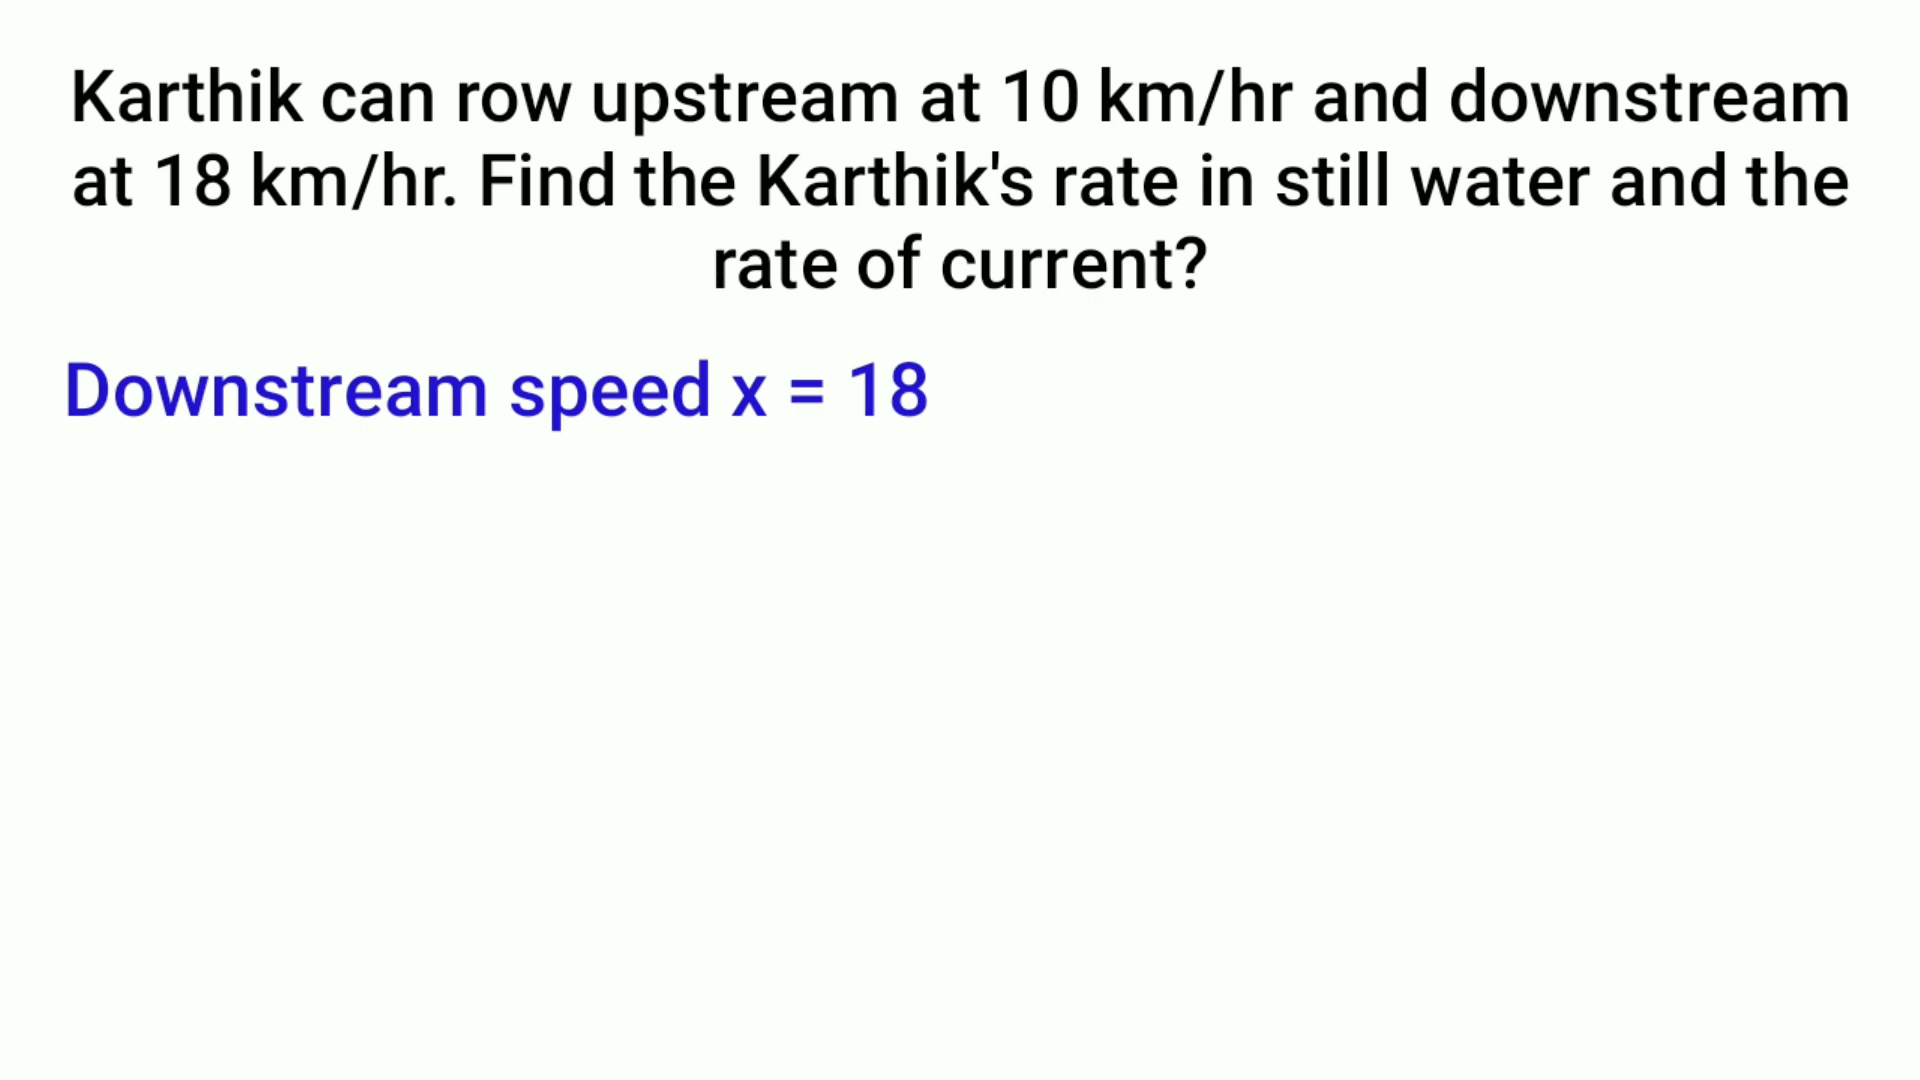 Karthik can row upstream at 10 km/hr and downstream
at 18 km/hr. Find the Karthik's rate in still water and the
rate of current?
Downstream speed x = 18